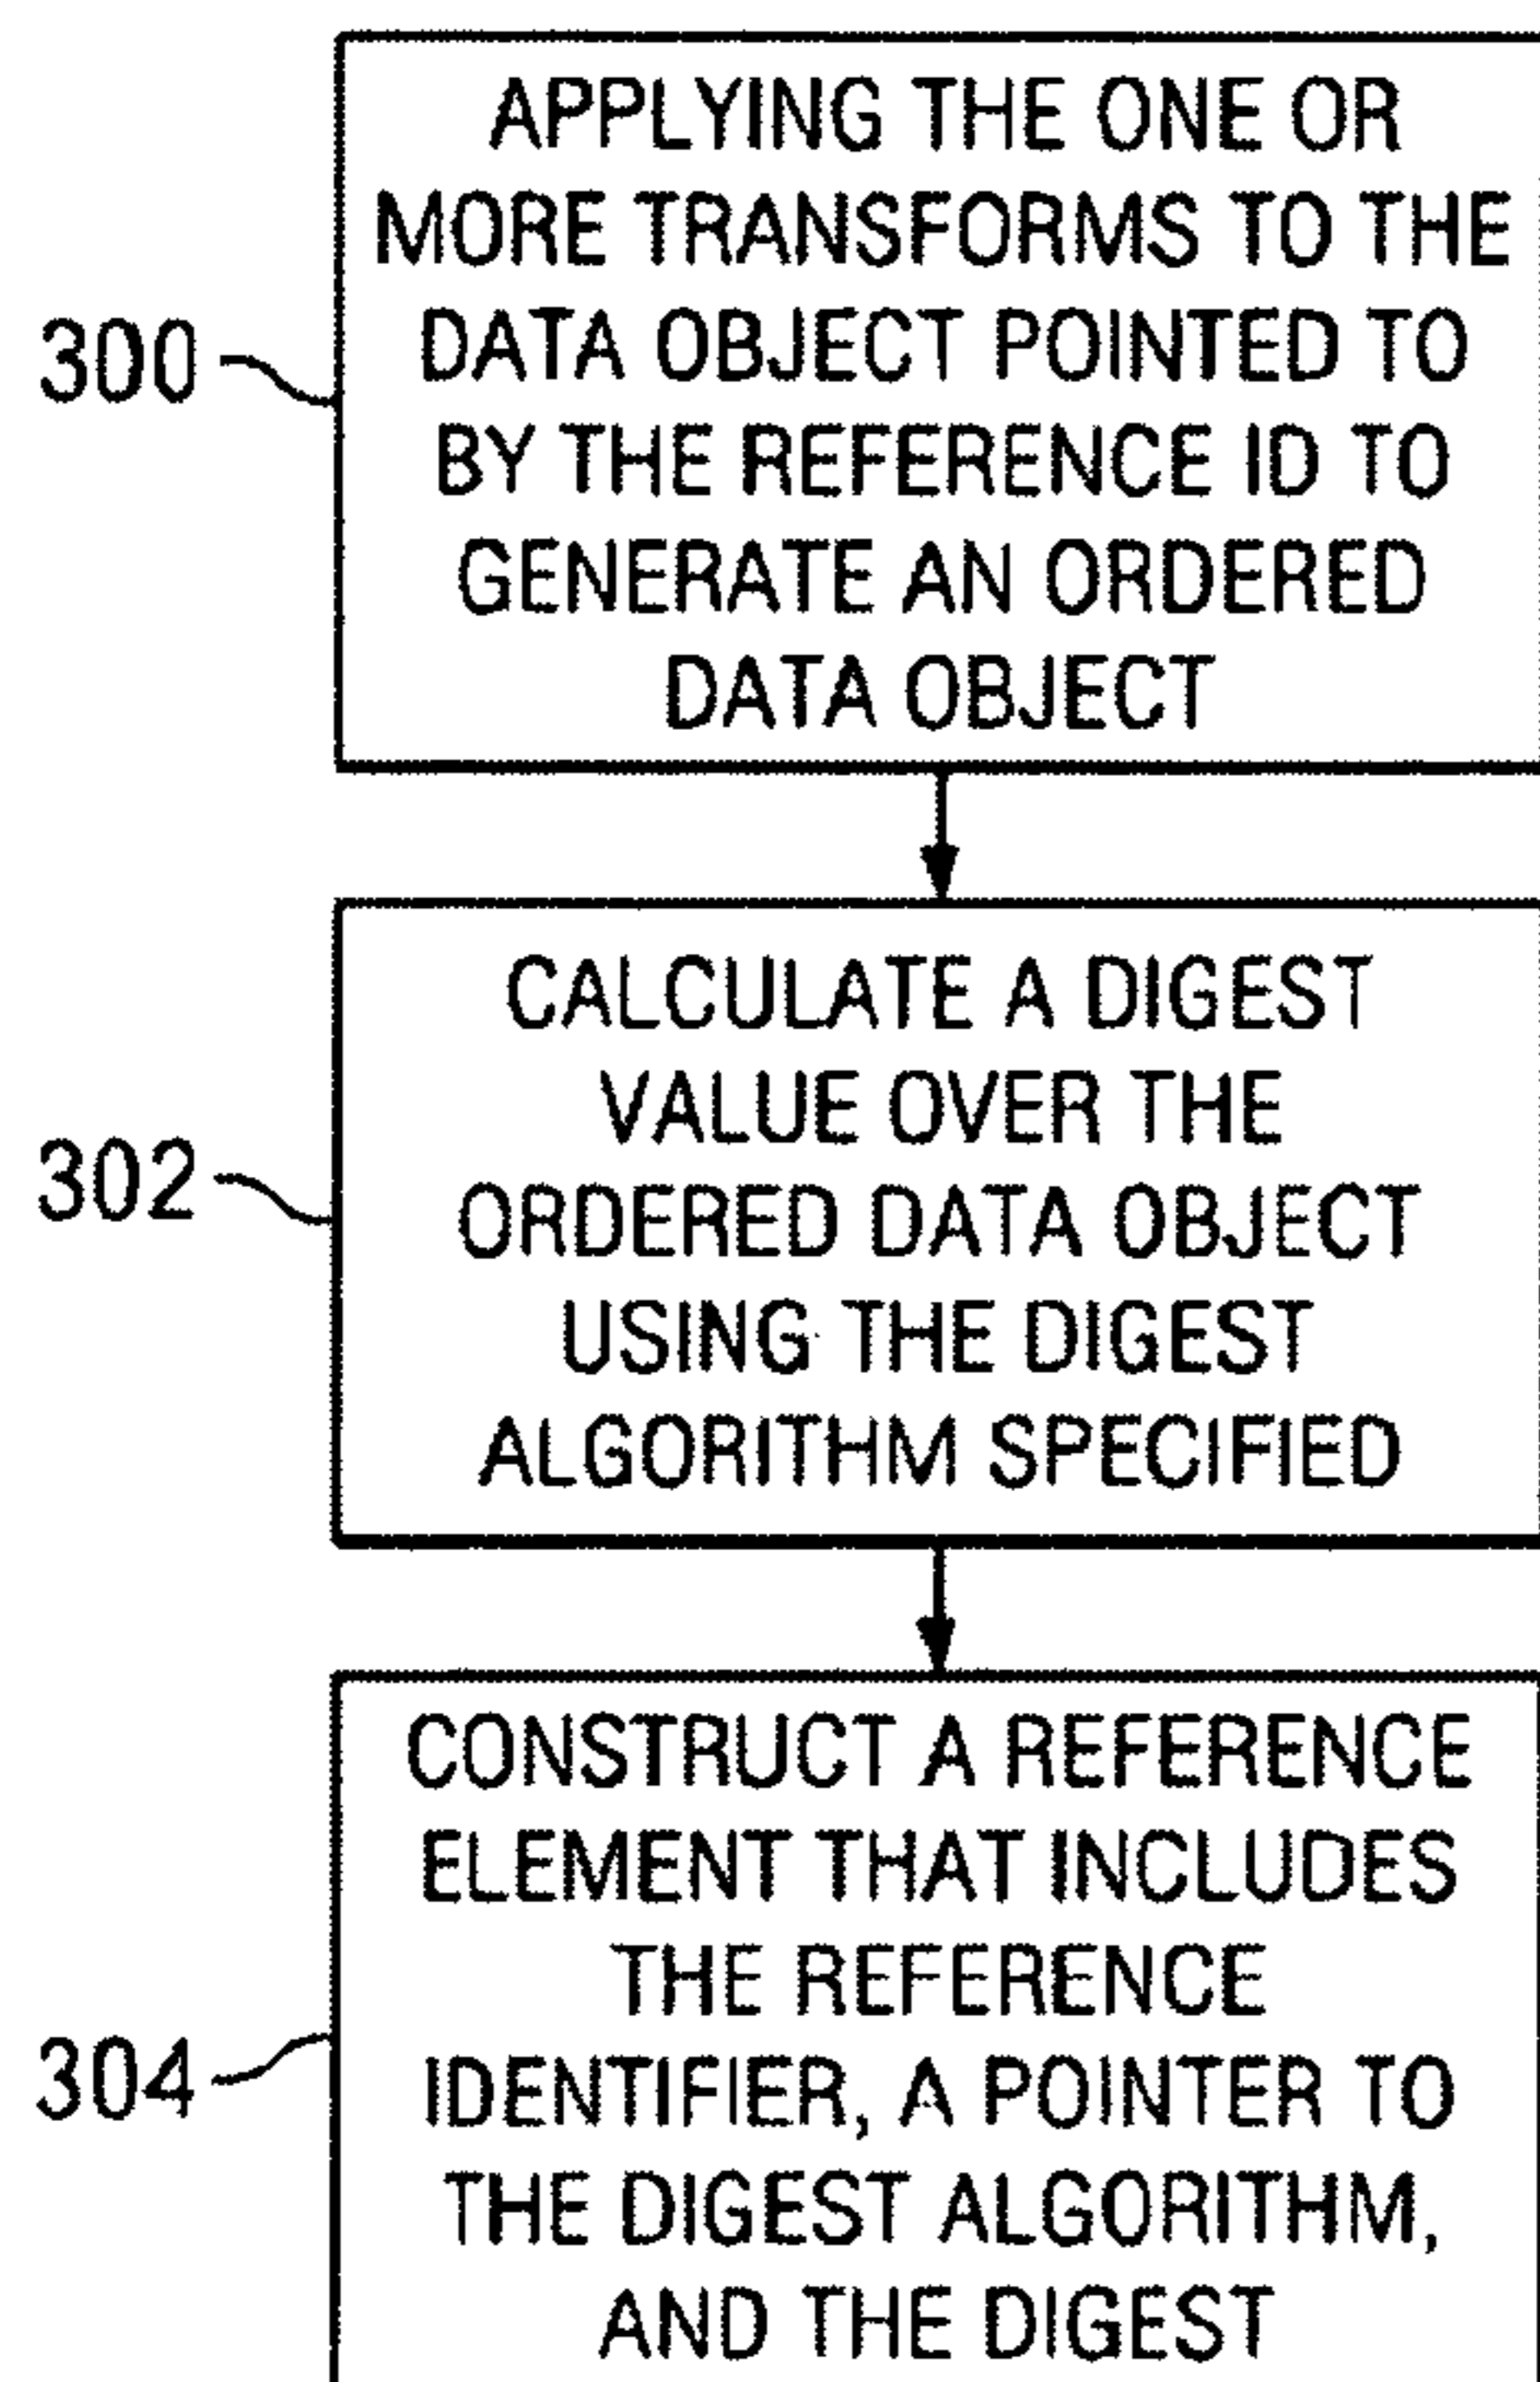 APPLYING THE ONE OR
MORE TRANSFORMS TO THE
DATA OBJECT POINTED TO
BY THE REFERENCE ID TO
GENERATE AN ORDERED
DATA OBJECT
300
CALCULATE A DIGEST
VALUE OVER THE
ORDERED DATA OBJECT
USING THE DIGEST
ALGORITHM SPECIFIED
302
CONSTRUCT A REFERENCE
ELEMENT THAT INCLUDES
THE REFERENCE
IDENTIFIER, A POINTER TO
THE DIGEST ALGORITHM,
AND THE DIGEST
304